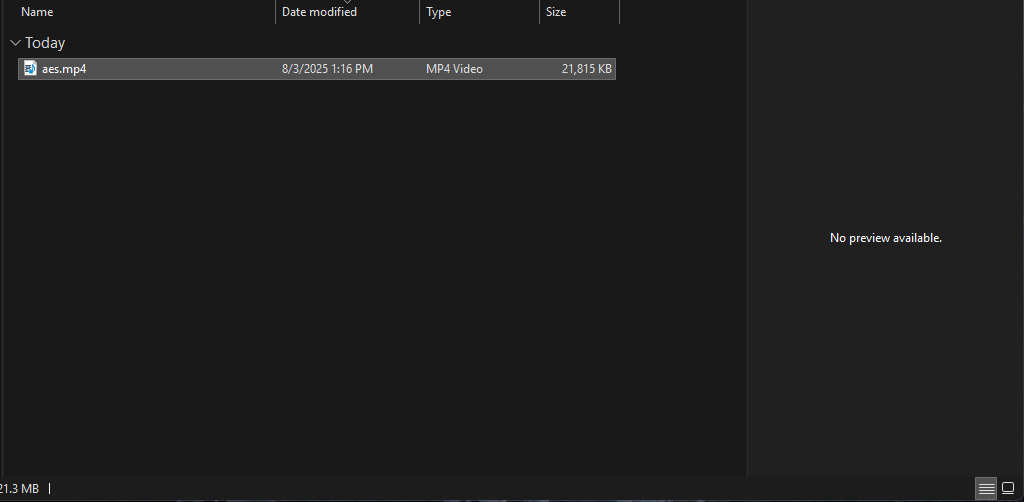 Name Date modified Type Size
Today
aes.mp4 8/3/2025 1:16 PM MP4 Video 21,815 KB
No preview available.
21.3 MB